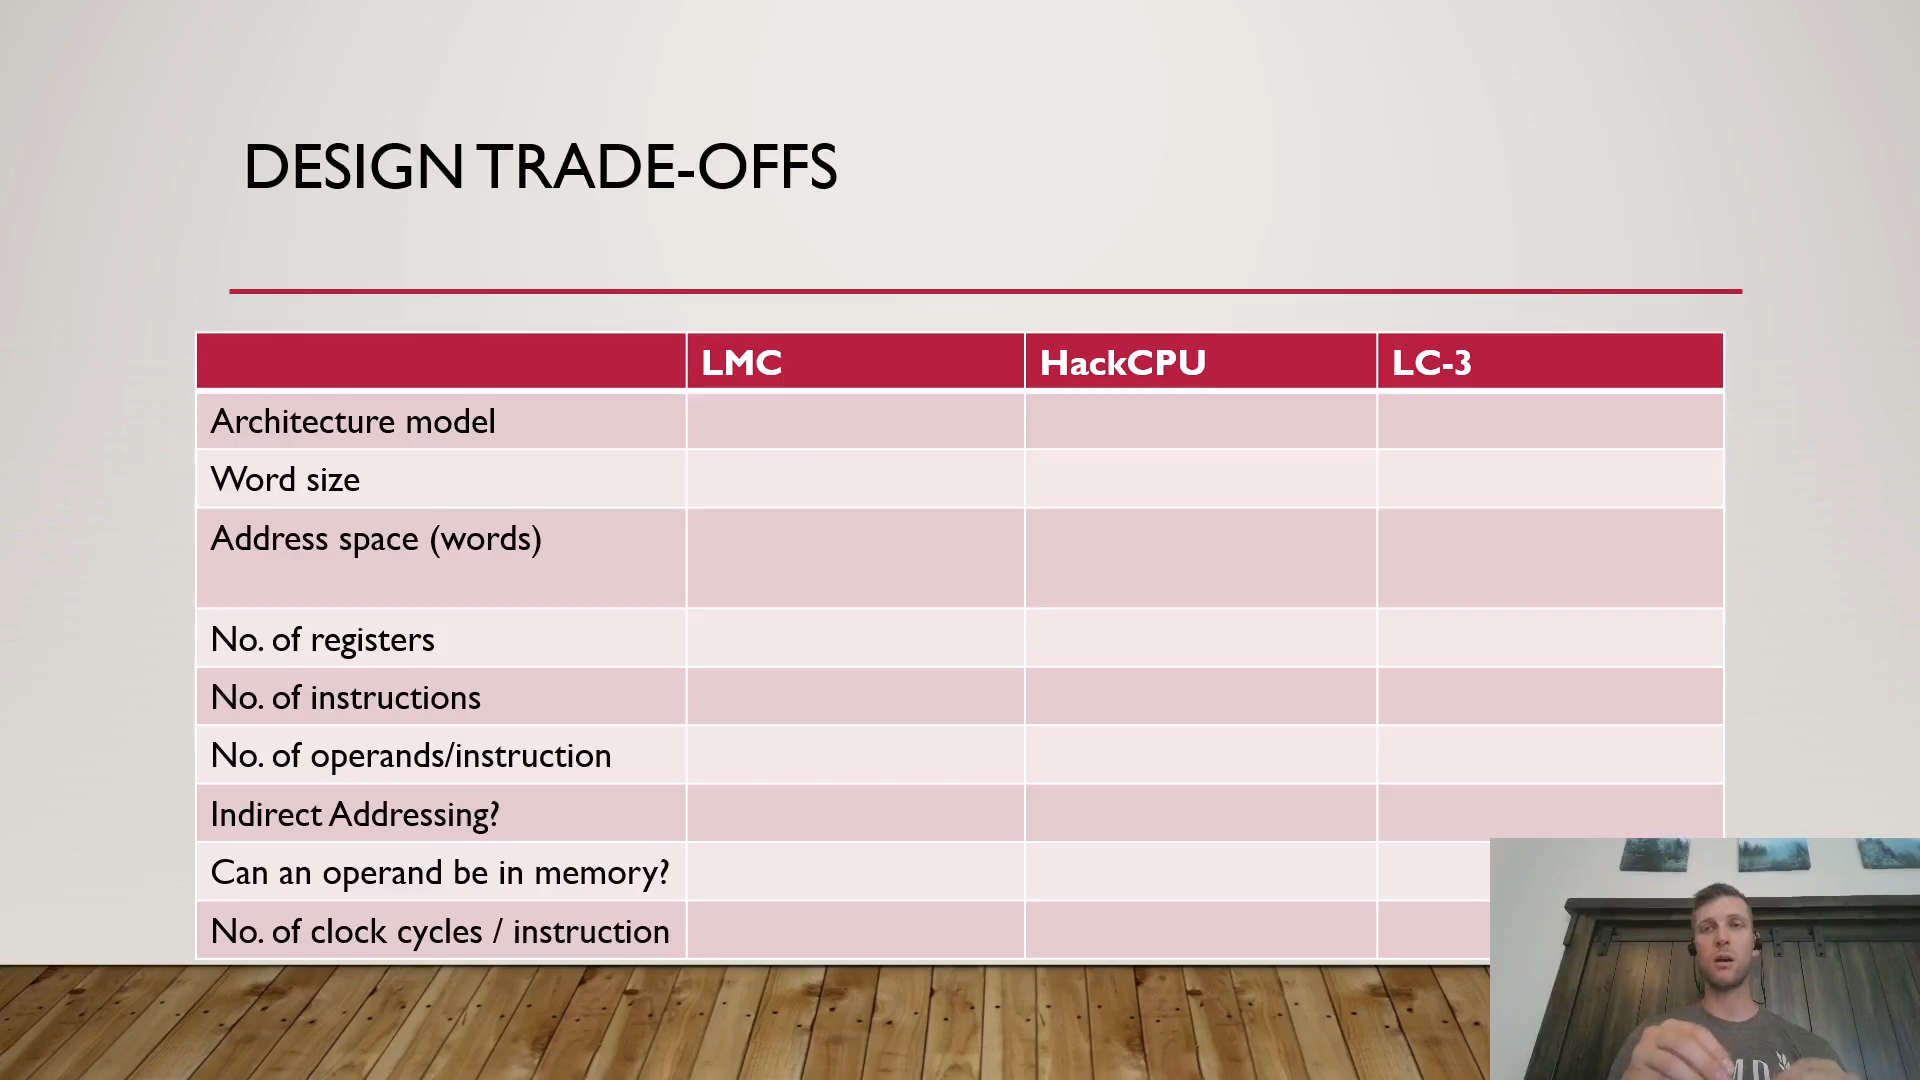 DESIGN TRADE-OFFS
LMC HackCPU LC-3
Architecture model
Word size
Address space (words)
No. of registers
No. of instructions
No. of operands/instruction
Indirect Addressing?
Can an operand be in memory?
No. of clock cycles / instruction